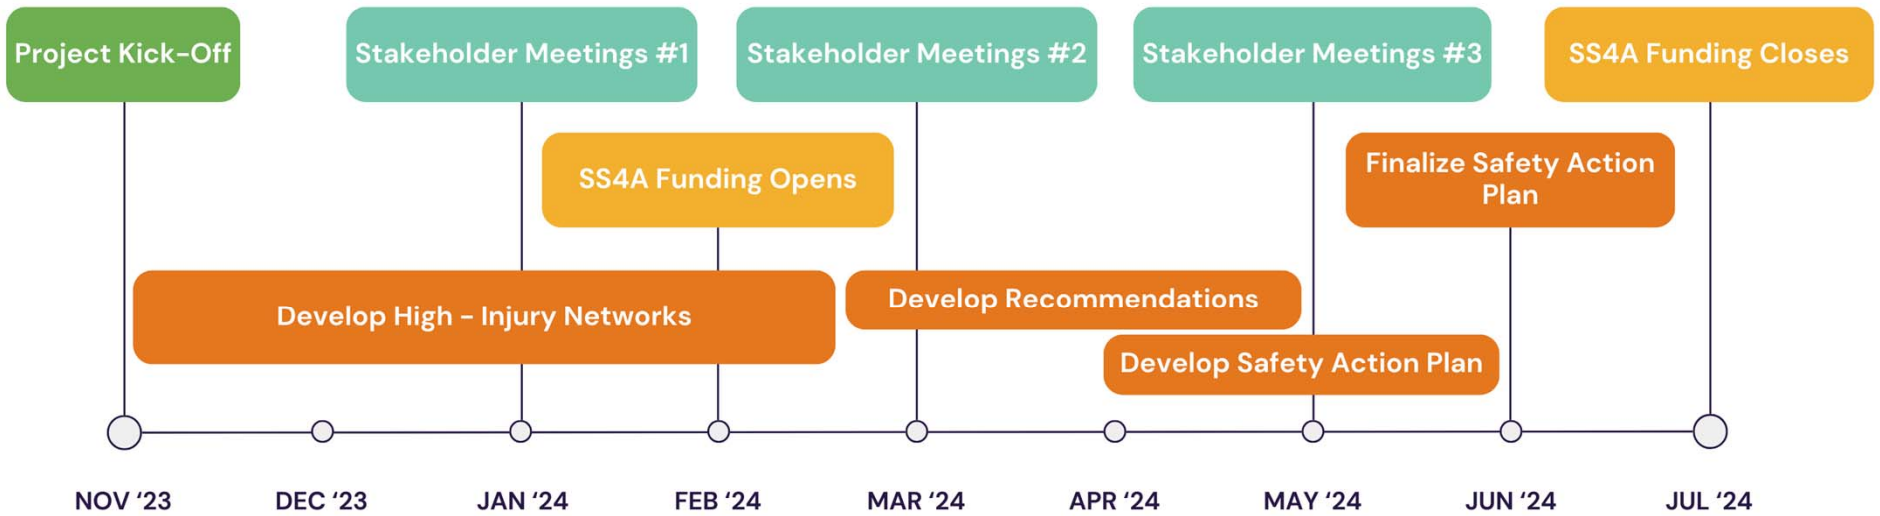 Project Kick-Off
Stakeholder Meetings #1
Stakeholder Meetings #2
Stakeholder Meetings #3
SS4A Funding Closes
SS4A Funding Opens
Finalize Safety Action
Plan
Develop High - Injury Networks
Develop Recommendations
Develop Safety Action Plan
NOV ‘23
DEC ‘23
JAN ‘24
FEB ‘24
MAR ‘24
APR ‘24
MAY ‘24
JUN ‘24
JUL ‘24